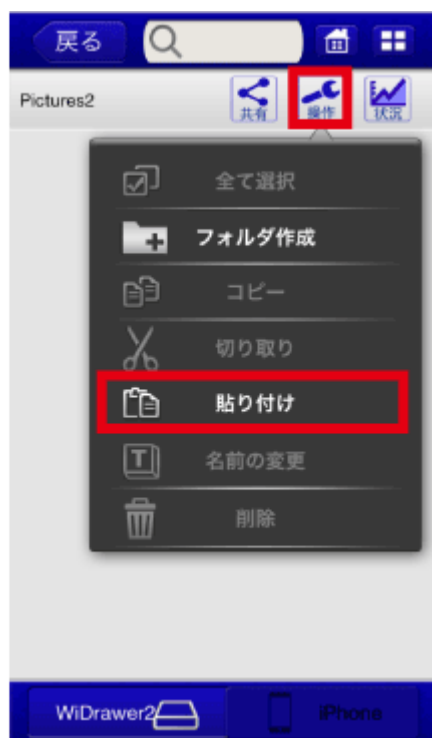 戻る
Pictures2
共有
操作
状況
全て選択
フォルダ作成
コピー
切り取り
貼り付け
T
名前の変更
削除
WiDrawer2
iPhone